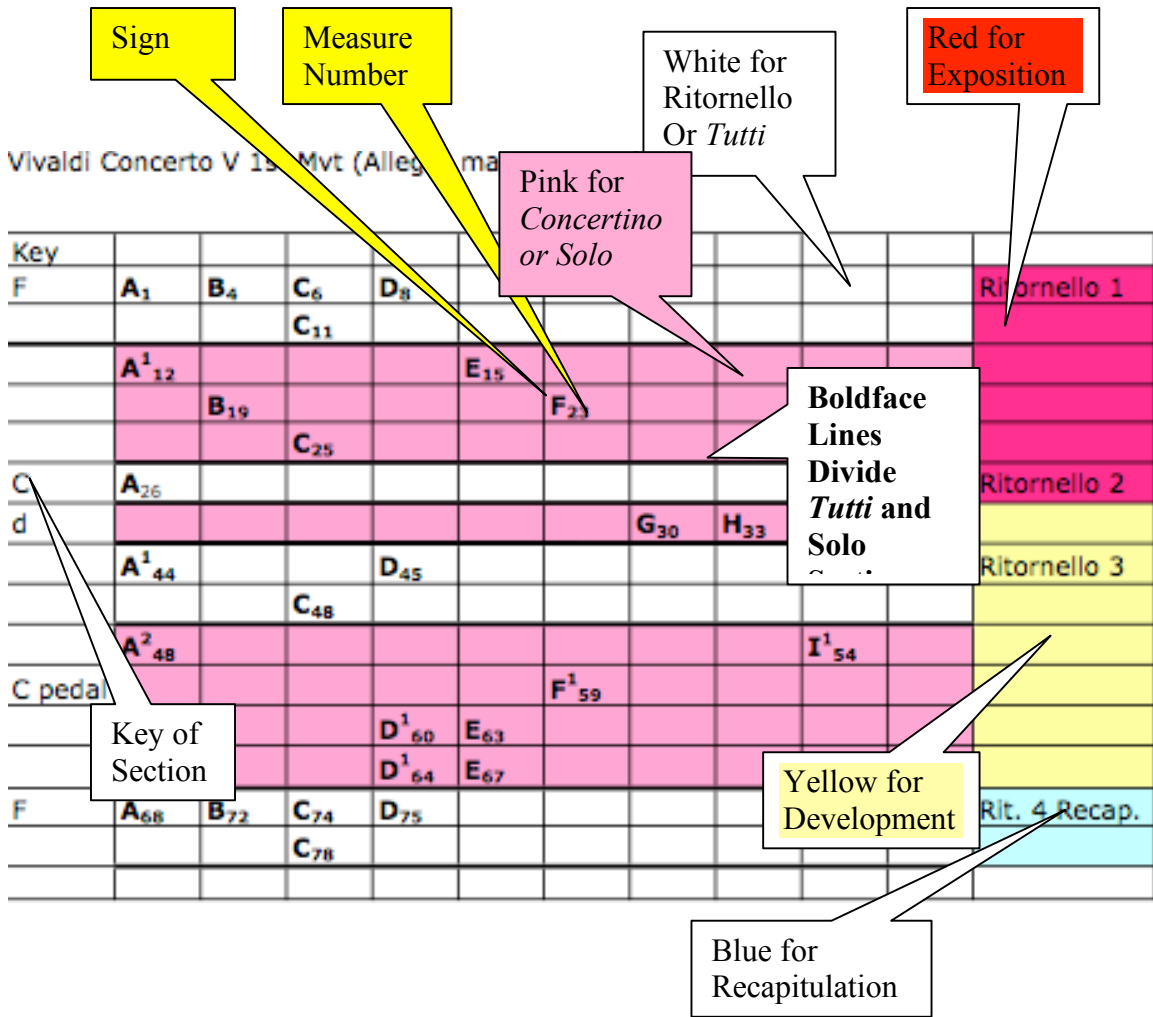 Sign
Measure
Number
White for
Ritornello
Or Tutti
Red for
Exposition
Vivaldi Concerto V Mvt (Alleg ma
Pink for
Concertino
or Solo
Key
F A₁ B₄ C₆ D₈ Ritornello 1
C₁₁
A¹₁₂ E₁₅
B₁₉ F₂₃
C₂₅
Boldface
Lines
Divide
Tutti and
Solo
C A₂₆ Ritornello 2
d G₃₀ H₃₃
A¹₄₄ D₄₅ Ritornello 3
C₄₈
A²₄₈ I¹₅₄
C pedal F¹₅₉
D¹₆₀ E₆₃
D¹₆₄ E₆₇
Key of
Section
Yellow for
Development
F A₆₈ B₇₂ C₇₄ D₇₅ Rit. 4 Recap.
C₇₈
Blue for
Recapitulation